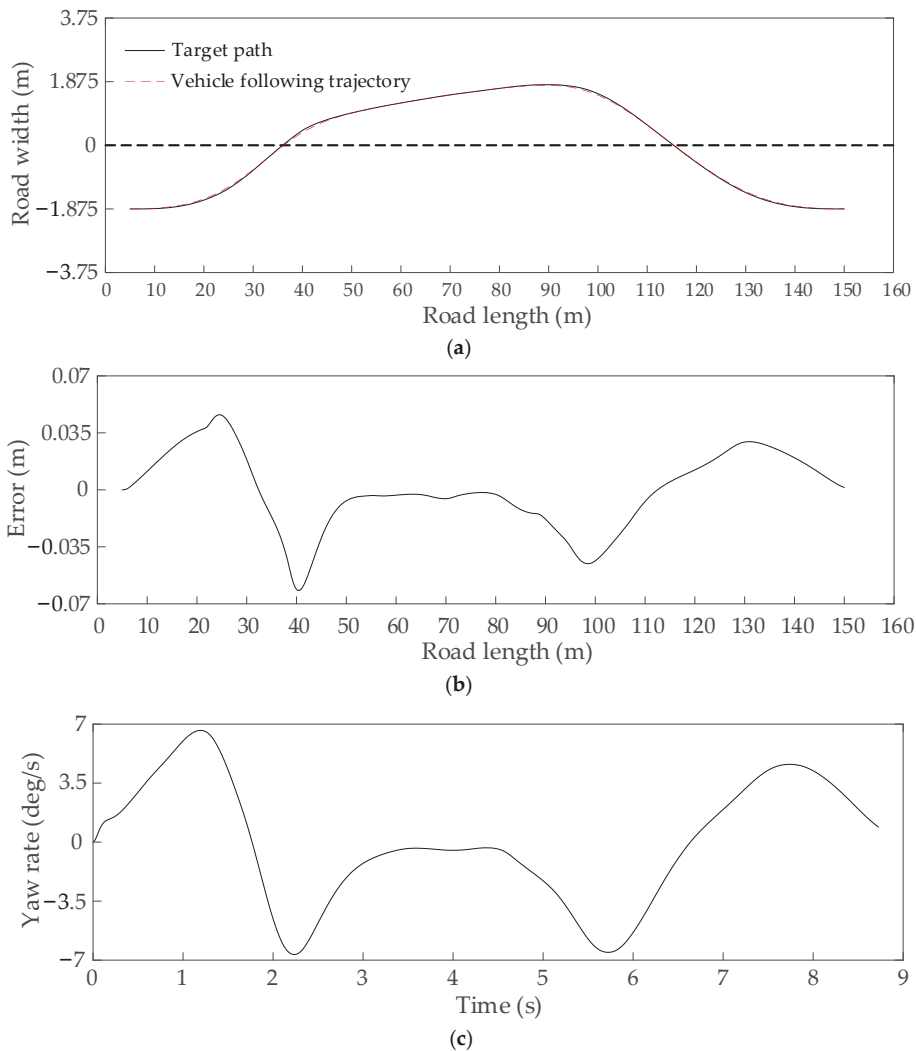 3.75
1.875
0
−1.875
−3.75
Road width (m)
Target path
Vehicle following trajectory
0 10 20 30 40 50 60 70 80 90 100 110 120 130 140 150 160
Road length (m)
(a)
0.07
0.035
0
−0.035
−0.07
Error (m)
0 10 20 30 40 50 60 70 80 90 100 110 120 130 140 150 160
Road length (m)
(b)
7
3.5
0
−3.5
−7
Yaw rate (deg/s)
0 1 2 3 4 5 6 7 8 9
Time (s)
(c)